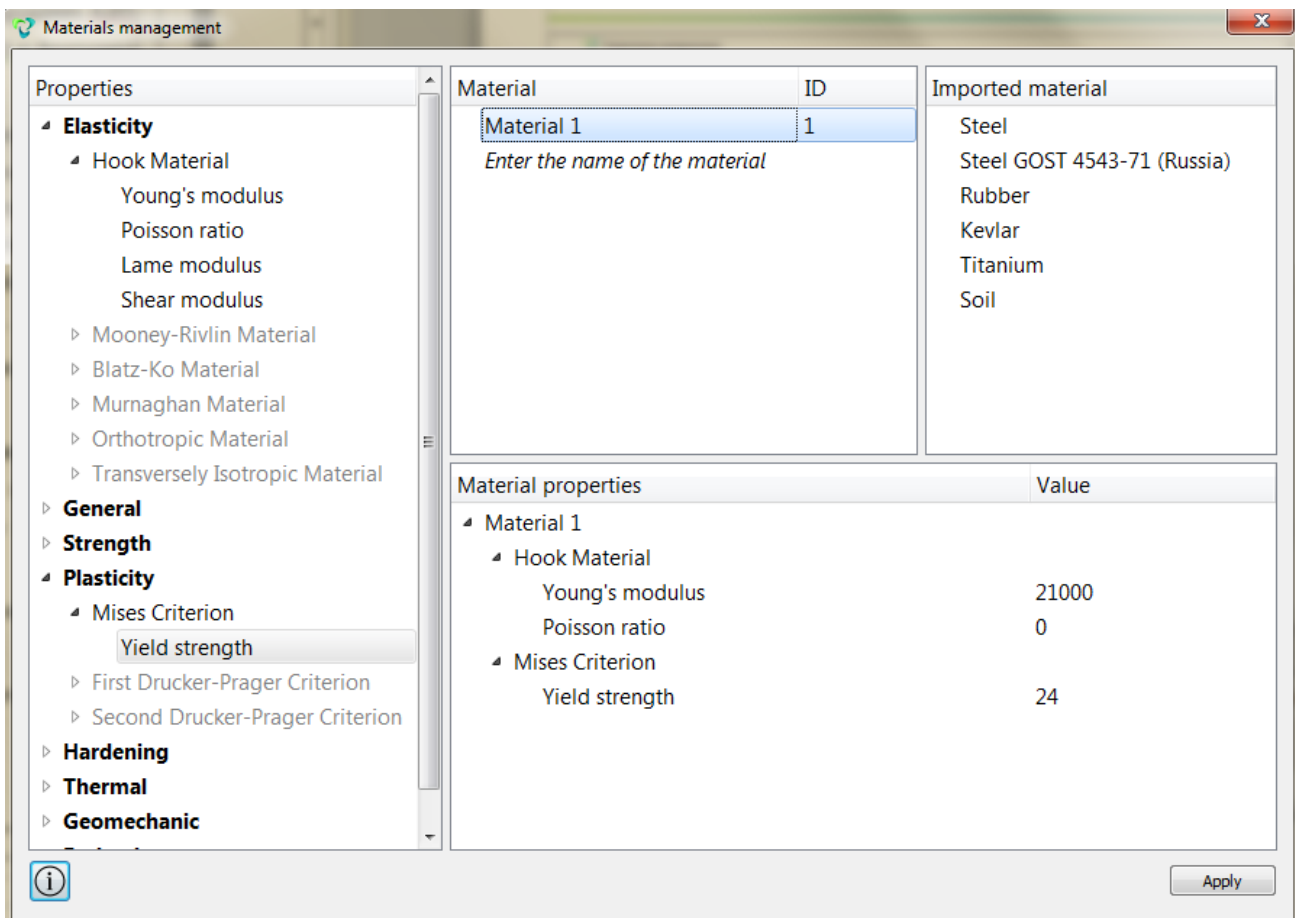 Materials management
Properties
Elasticity
Hook Material
Young's modulus
Poisson ratio
Lame modulus
Shear modulus
Mooney-Rivlin Material
Blatz-Ko Material
Murnaghan Material
Orthotropic Material
Transversely Isotropic Material
General
Strength
Plasticity
Mises Criterion
Yield strength
First Drucker-Prager Criterion
Second Drucker-Prager Criterion
Hardening
Thermal
Geomechanic
Material ID
Material 1 1
Enter the name of the material
Imported material
Steel
Steel GOST 4543-71 (Russia)
Rubber
Kevlar
Titanium
Soil
Material properties Value
Material 1
Hook Material
Young's modulus 21000
Poisson ratio 0
Mises Criterion
Yield strength 24
Apply